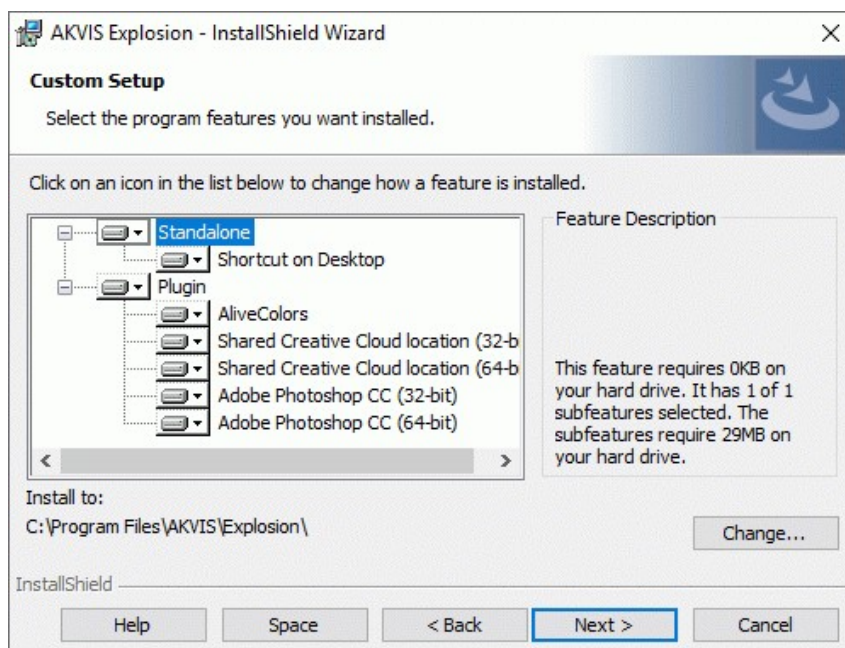 AKVIS Explosion - InstallShield Wizard
Custom Setup
Select the program features you want installed.
Click on an icon in the list below to change how a feature is installed.
Standalone
Shortcut on Desktop
Plugin
AliveColors
Shared Creative Cloud location (32-b
Shared Creative Cloud location (64-b
Adobe Photoshop CC (32-bit)
Adobe Photoshop CC (64-bit)
Feature Description
This feature requires 0KB on
your hard drive. It has 1 of 1
subfeatures selected. The
subfeatures require 29MB on
your hard drive.
Install to:
C:\Program Files\AKVIS\Explosion\
Change...
InstallShield
Help
Space
< Back
Next >
Cancel